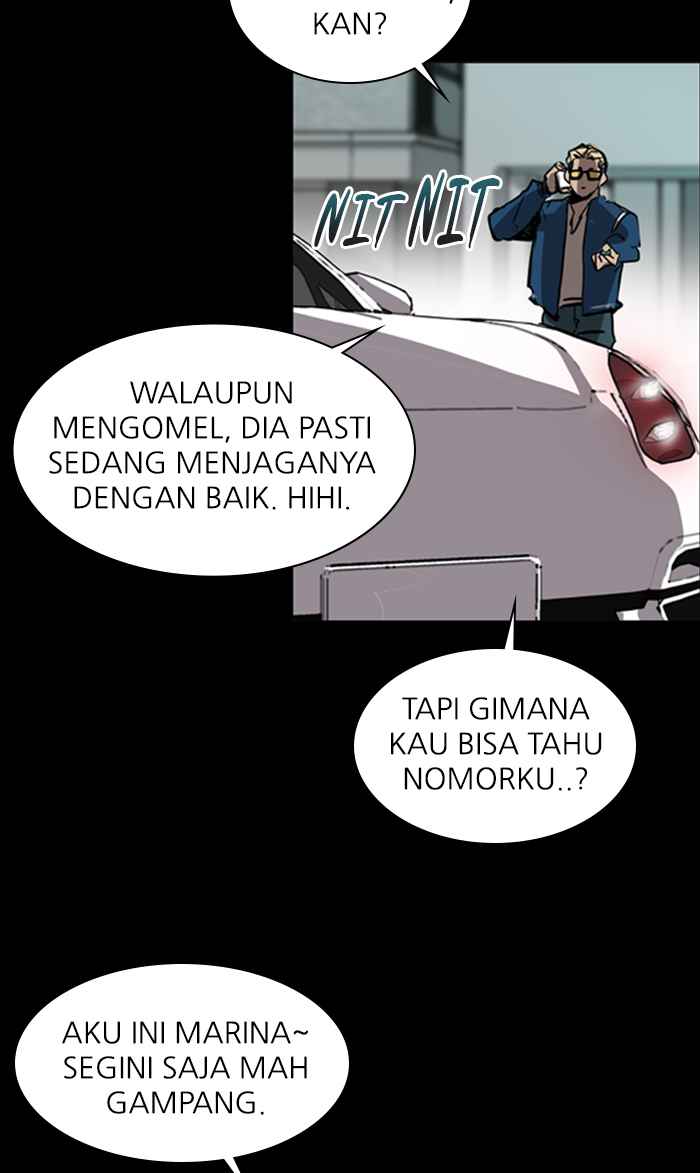 KAN?
NIT NIT
WALAUPUN
MENGOMEL, DIA PASTI
SEDANG MENJAGANYA
DENGAN BAIK. HIHI.
TAPI GIMANA
KAU BISA TAHU
NOMORKU..?
AKU INI MARINA~
SEGINI SAJA MAH
GAMPANG.